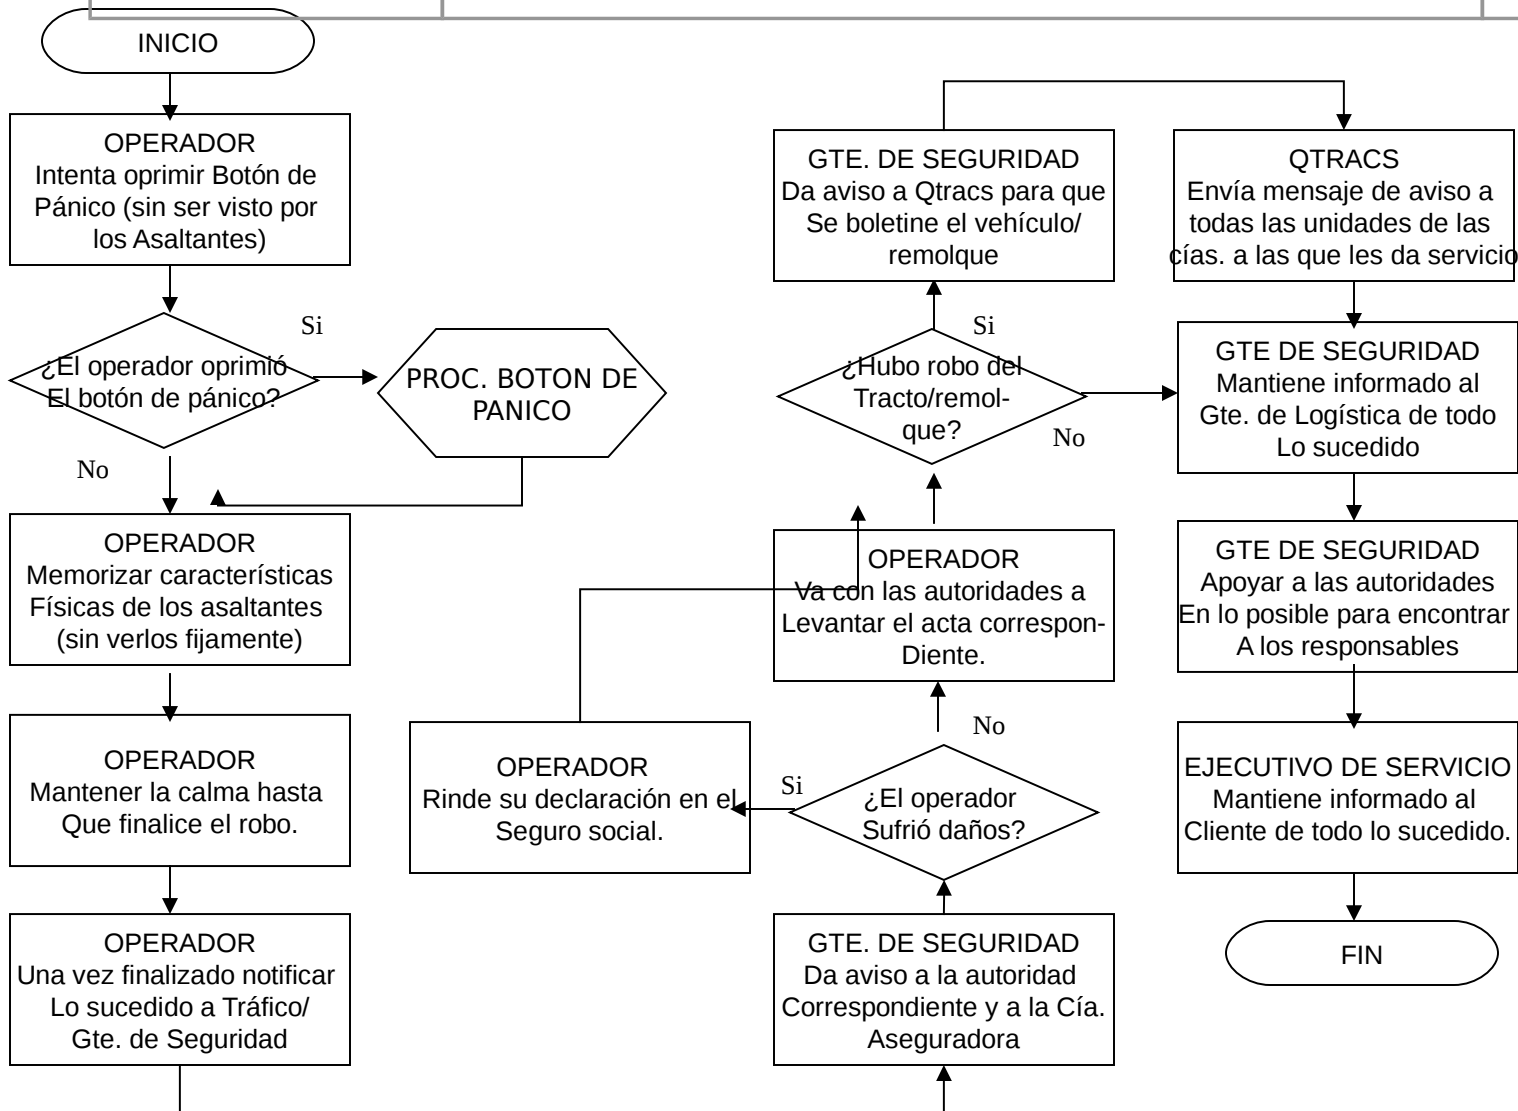 INICIO
OPERADOR
Intenta oprimir Botón de
Pánico (sin ser visto por
los Asaltantes)
¿El operador oprimió
El botón de pánico?
Si
No
PROC. BOTON DE
PANICO
OPERADOR
Memorizar características
Físicas de los asaltantes
(sin verlos fijamente)
OPERADOR
Mantener la calma hasta
Que finalice el robo.
OPERADOR
Una vez finalizado notificar
Lo sucedido a Tráfico/
Gte. de Seguridad
GTE. DE SEGURIDAD
Da aviso a la autoridad
Correspondiente y a la Cía.
Aseguradora
¿El operador
Sufrió daños?
Si
No
OPERADOR
Rinde su declaración en el
Seguro social.
OPERADOR
Va con las autoridades a
Levantar el acta correspon-
Diente.
¿Hubo robo del
Tracto/remol-
que?
Si
No
GTE. DE SEGURIDAD
Da aviso a Qtracs para que
Se boletine el vehículo/
remolque
QTRACS
Envía mensaje de aviso a
todas las unidades de las
cías. a las que les da servicio
GTE DE SEGURIDAD
Mantiene informado al
Gte. de Logística de todo
Lo sucedido
GTE DE SEGURIDAD
Apoyar a las autoridades
En lo posible para encontrar
A los responsables
EJECUTIVO DE SERVICIO
Mantiene informado al
Cliente de todo lo sucedido.
FIN